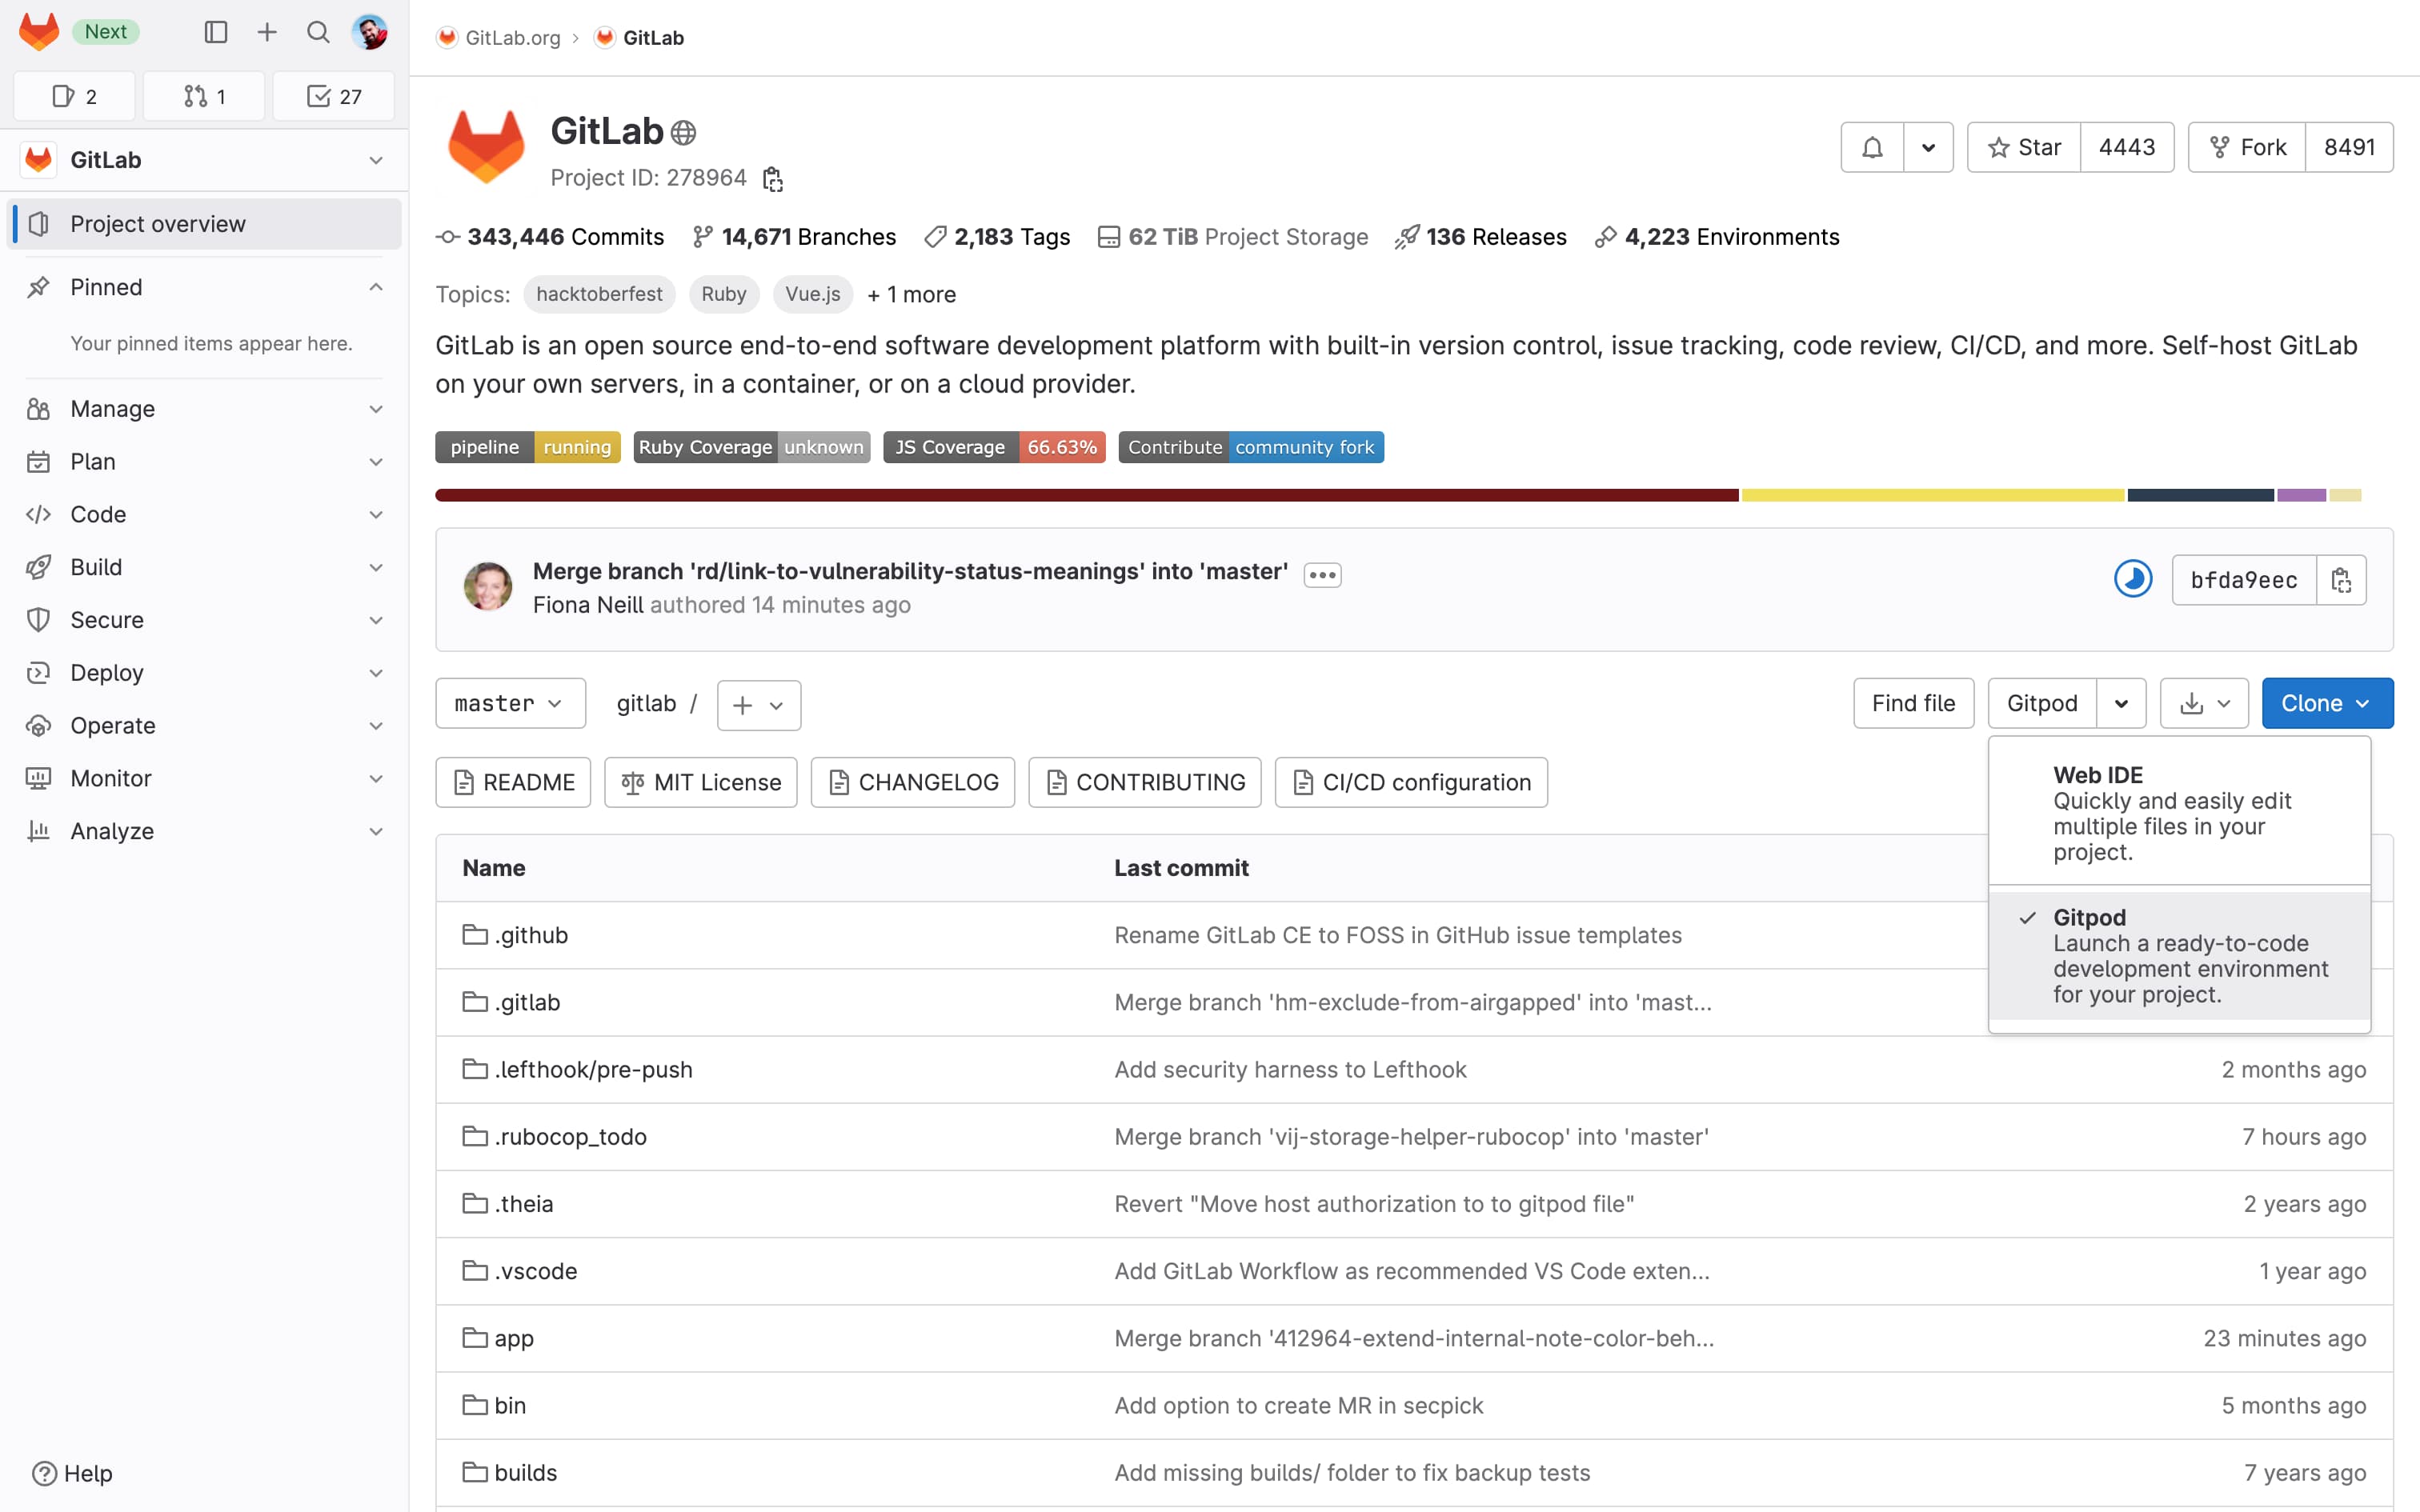 Next
2
1
27
GitLab
Project overview
Pinned
Your pinned items appear here.
Manage
Plan
Code
Build
Secure
Deploy
Operate
Monitor
Analyze
Help
GitLab.org > GitLab
GitLab
Project ID: 278964
Star 4443
Fork 8491
343,446 Commits 14,671 Branches 2,183 Tags 62 TiB Project Storage 136 Releases 4,223 Environments
Topics: hacktoberfest Ruby Vue.js + 1 more
GitLab is an open source end-to-end software development platform with built-in version control, issue tracking, code review, CI/CD, and more. Self-host GitLab
on your own servers, in a container, or on a cloud provider.
pipeline running Ruby Coverage unknown JS Coverage 66.63% Contribute community fork
Merge branch 'rd/link-to-vulnerability-status-meanings' into 'master'
Fiona Neill authored 14 minutes ago
bfda9eec
master gitlab / +
Find file Gitpod Clone
README MIT License CHANGELOG CONTRIBUTING CI/CD configuration
Web IDE
Quickly and easily edit
multiple files in your
project.
Gitpod
Launch a ready-to-code
development environment
for your project.
Name Last commit
.github Rename GitLab CE to FOSS in GitHub issue templates
.gitlab Merge branch 'hm-exclude-from-airgapped' into 'mast...
.lefthook/pre-push Add security harness to Lefthook 2 months ago
.rubocop_todo Merge branch 'vij-storage-helper-rubocop' into 'master' 7 hours ago
.theia Revert "Move host authorization to to gitpod file" 2 years ago
.vscode Add GitLab Workflow as recommended VS Code exten... 1 year ago
app Merge branch '412964-extend-internal-note-color-beh... 23 minutes ago
bin Add option to create MR in secpick 5 months ago
builds Add missing builds/ folder to fix backup tests 7 years ago